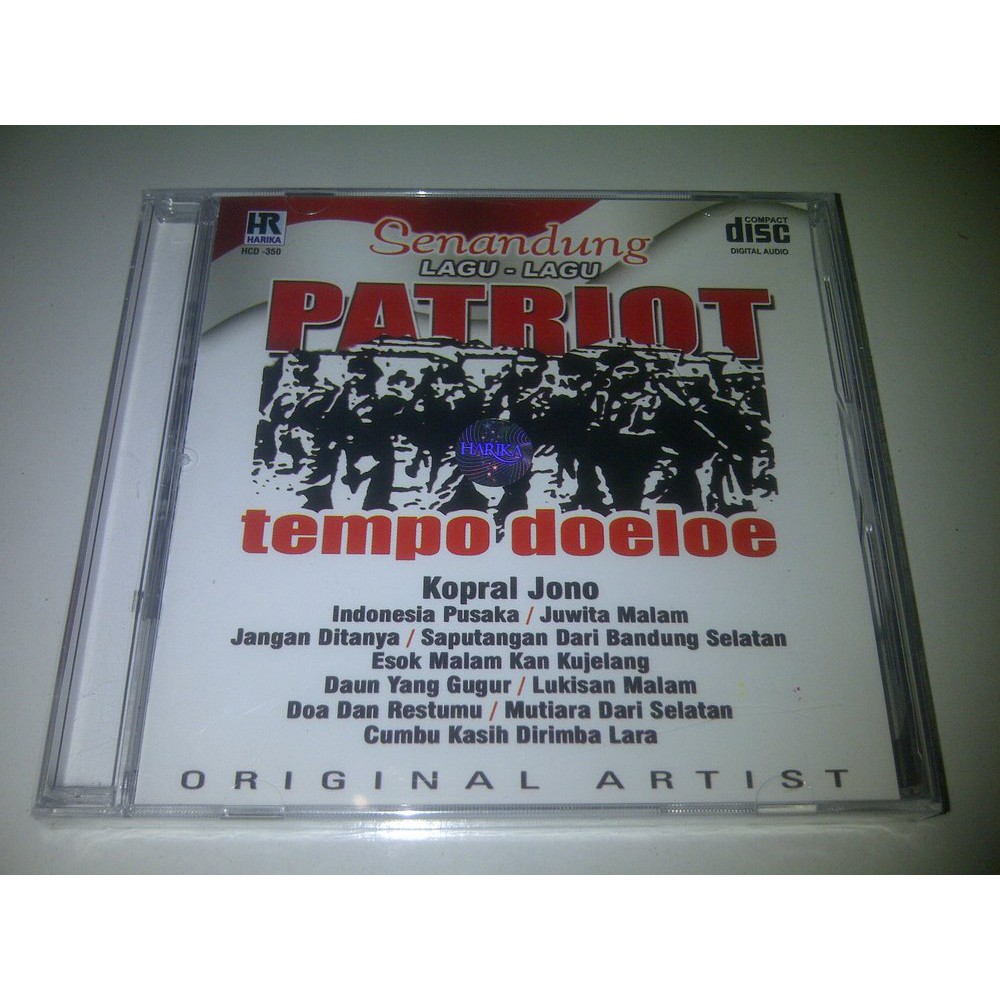 HR
HARIKA
HCD -350
COMPACT
disc
DIGITAL AUDIO
Senandung
LAGU - LAGU
PATRIOT
HARIKA
tempo doeloe
Kopral Jono
Indonesia Pusaka / Juwita Malam
Jangan Ditanya / Saputangan Dari Bandung Selatan
Esok Malam Kan Kujelang
Daun Yang Gugur / Lukisan Malam
Doa Dan Restumu / Mutiara Dari Selatan
Cumbu Kasih Dirimba Lara
ORIGINAL ARTIST